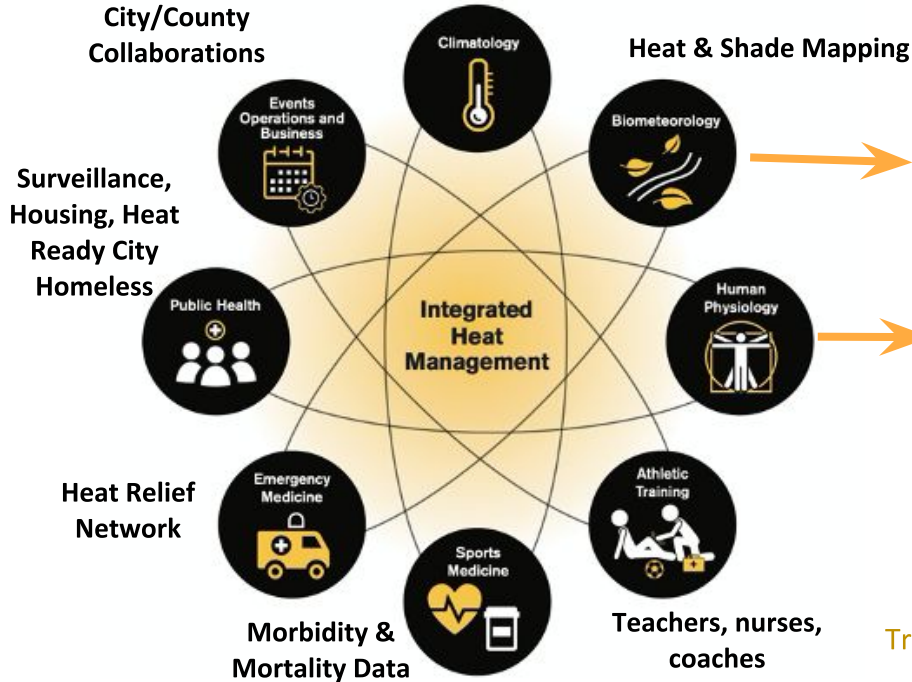 City/County
Collaborations
Climatology
Heat & Shade Mapping
Events
Operations and
Business
Biometeorology
Surveillance,
Housing, Heat
Ready City
Homeless
Public Health
Integrated
Heat
Management
Human
Physiology
Heat Relief
Network
Emergency
Medicine
Athletic
Training
Sports
Medicine
Morbidity &
Mortality Data
Teachers, nurses,
coaches
Tr